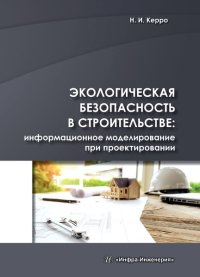 Н. И. Керро
ЭКОЛОГИЧЕСКАЯ
БЕЗОПАСНОСТЬ
В СТРОИТЕЛЬСТВЕ:
информационное моделирование
при проектировании
«Инфра-Инженерия»